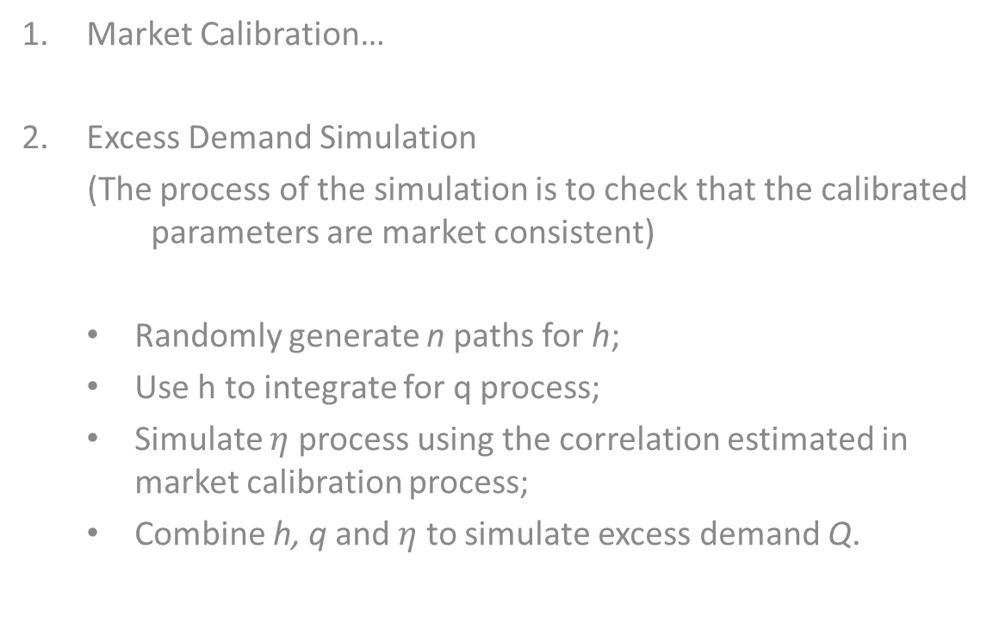 1. Market Calibration...
2. Excess Demand Simulation
(The process of the simulation is to check that the calibrated
parameters are market consistent)
• Randomly generate n paths for h;
• Use h to integrate for q process;
• Simulate η process using the correlation estimated in
market calibration process;
• Combine h, q and η to simulate excess demand Q.